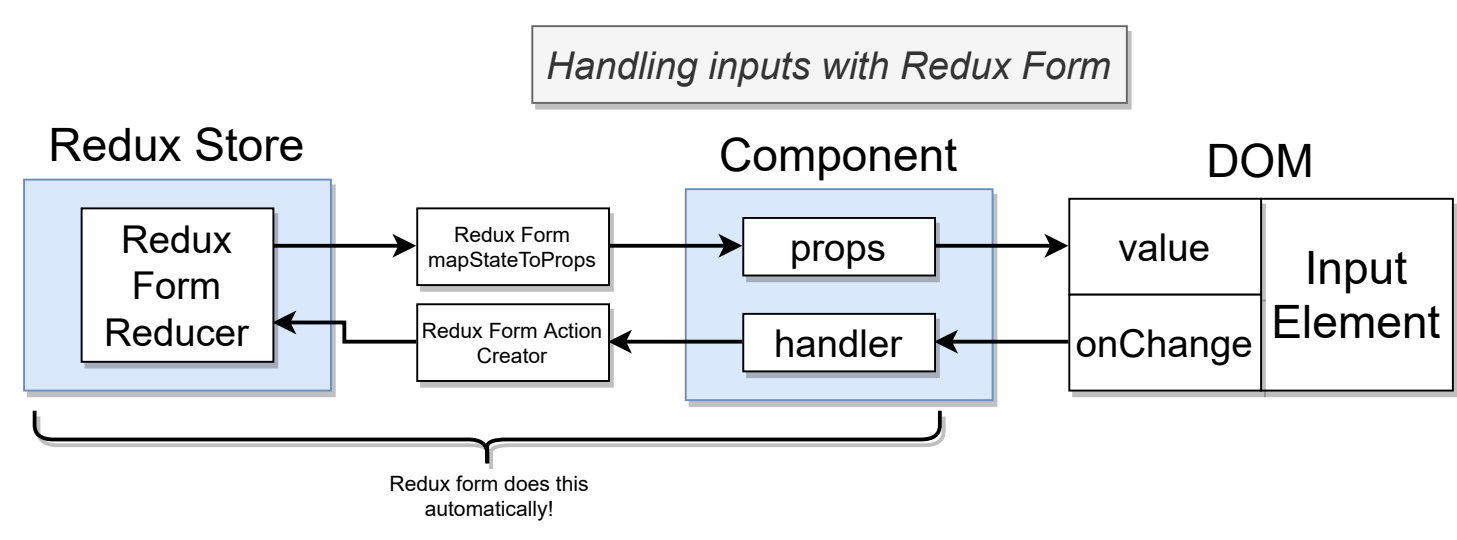 Handling inputs with Redux Form
Redux Store
Component
DOM
Redux
Form
Reducer
Redux Form
mapStateToProps
props
value
Input
Element
Redux Form Action
Creator
handler
onChange
Redux form does this
automatically!